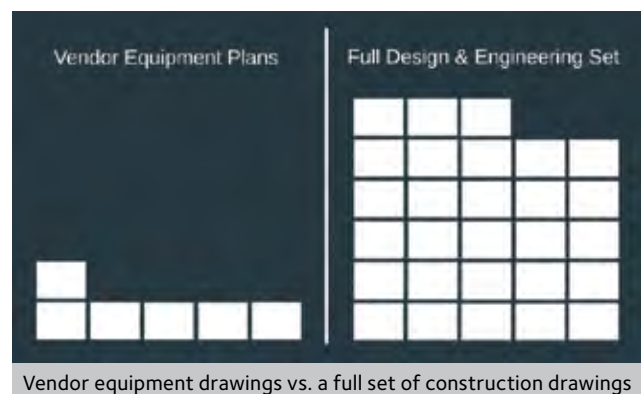 Vendor Equipment Plans
Full Design & Engineering Set
Vendor equipment drawings vs. a full set of construction drawings